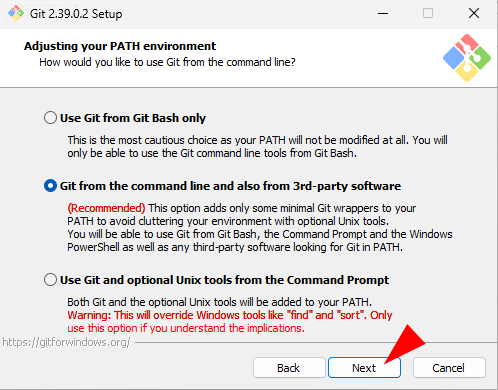 Git 2.39.0.2 Setup
Adjusting your PATH environment
How would you like to use Git from the command line?
Use Git from Git Bash only
This is the most cautious choice as your PATH will not be modified at all. You will
only be able to use the Git command line tools from Git Bash.
Git from the command line and also from 3rd-party software
(Recommended) This option adds only some minimal Git wrappers to your
PATH to avoid cluttering your environment with optional Unix tools.
You will be able to use Git from Git Bash, the Command Prompt and the Windows
PowerShell as well as any third-party software looking for Git in PATH.
Use Git and optional Unix tools from the Command Prompt
Both Git and the optional Unix tools will be added to your PATH.
Warning: This will override Windows tools like "find" and "sort". Only
use this option if you understand the implications.
https://gitforwindows.org/
Back Next Cancel